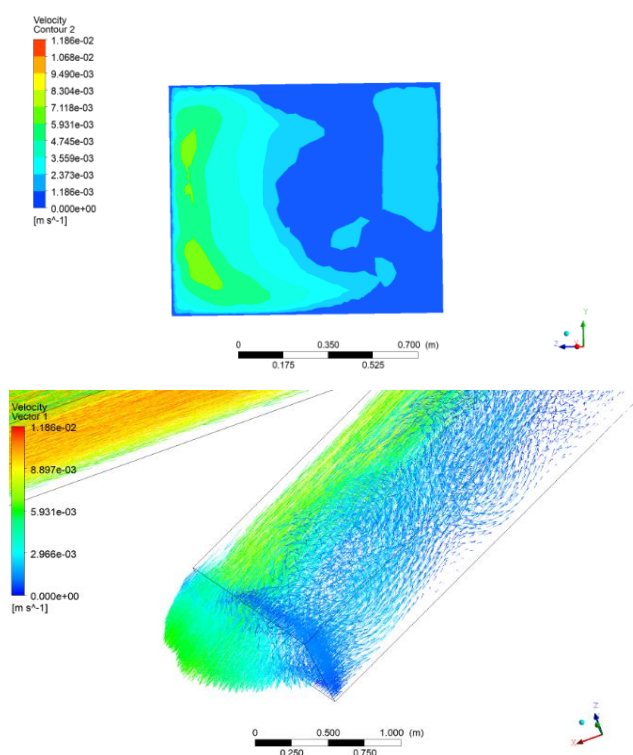 Velocity
Contour 2
1.186e-02
1.068e-02
9.490e-03
8.304e-03
7.118e-03
5.931e-03
4.745e-03
3.559e-03
2.373e-03
1.186e-03
0.000e+00
[m s^-1]
0 0.350 0.700 (m)
0.175 0.525
Y
Z X
Velocity
Vector 1
1.186e-02
8.897e-03
5.931e-03
2.966e-03
0.000e+00
[m s^-1]
0 0.500 1.000 (m)
0.250 0.750
Z
X